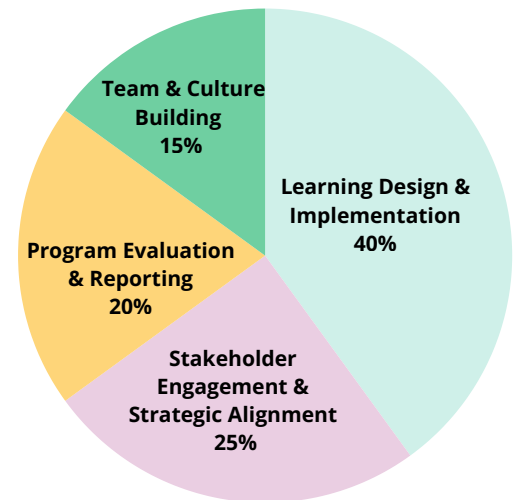 Team & Culture
Building
15%
Learning Design &
Implementation
40%
Program Evaluation
& Reporting
20%
Stakeholder
Engagement &
Strategic Alignment
25%